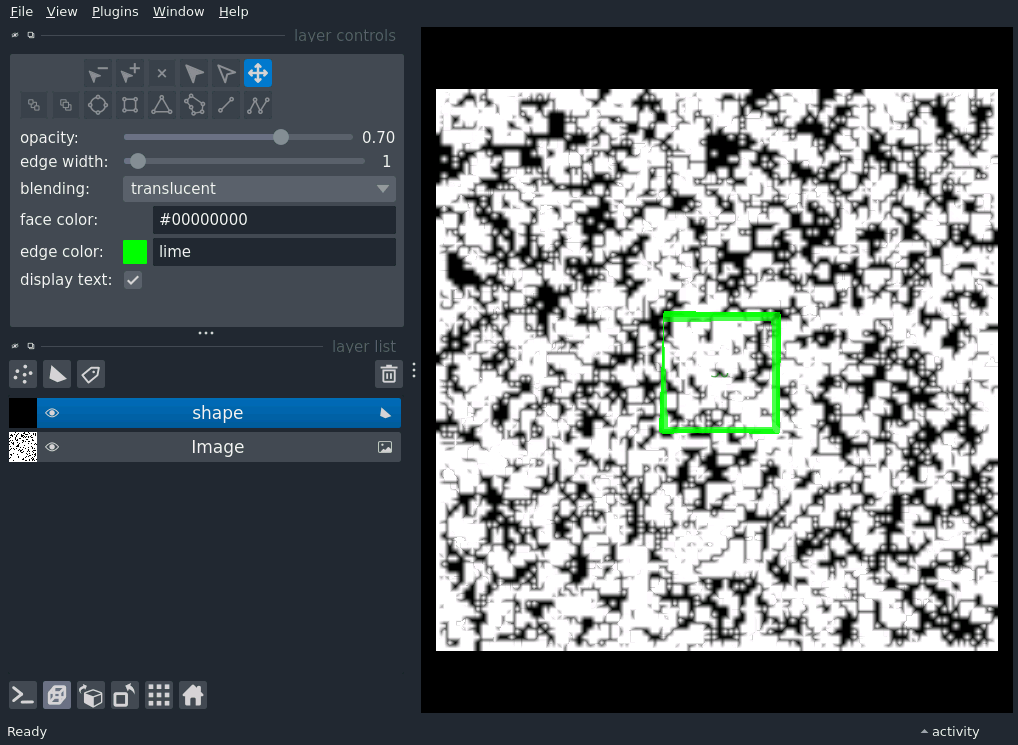 File View Plugins Window Help
layer controls
opacity: 0.70
edge width: 1
blending: translucent
face color: #00000000
edge color: lime
display text:
layer list
shape
Image
Ready activity